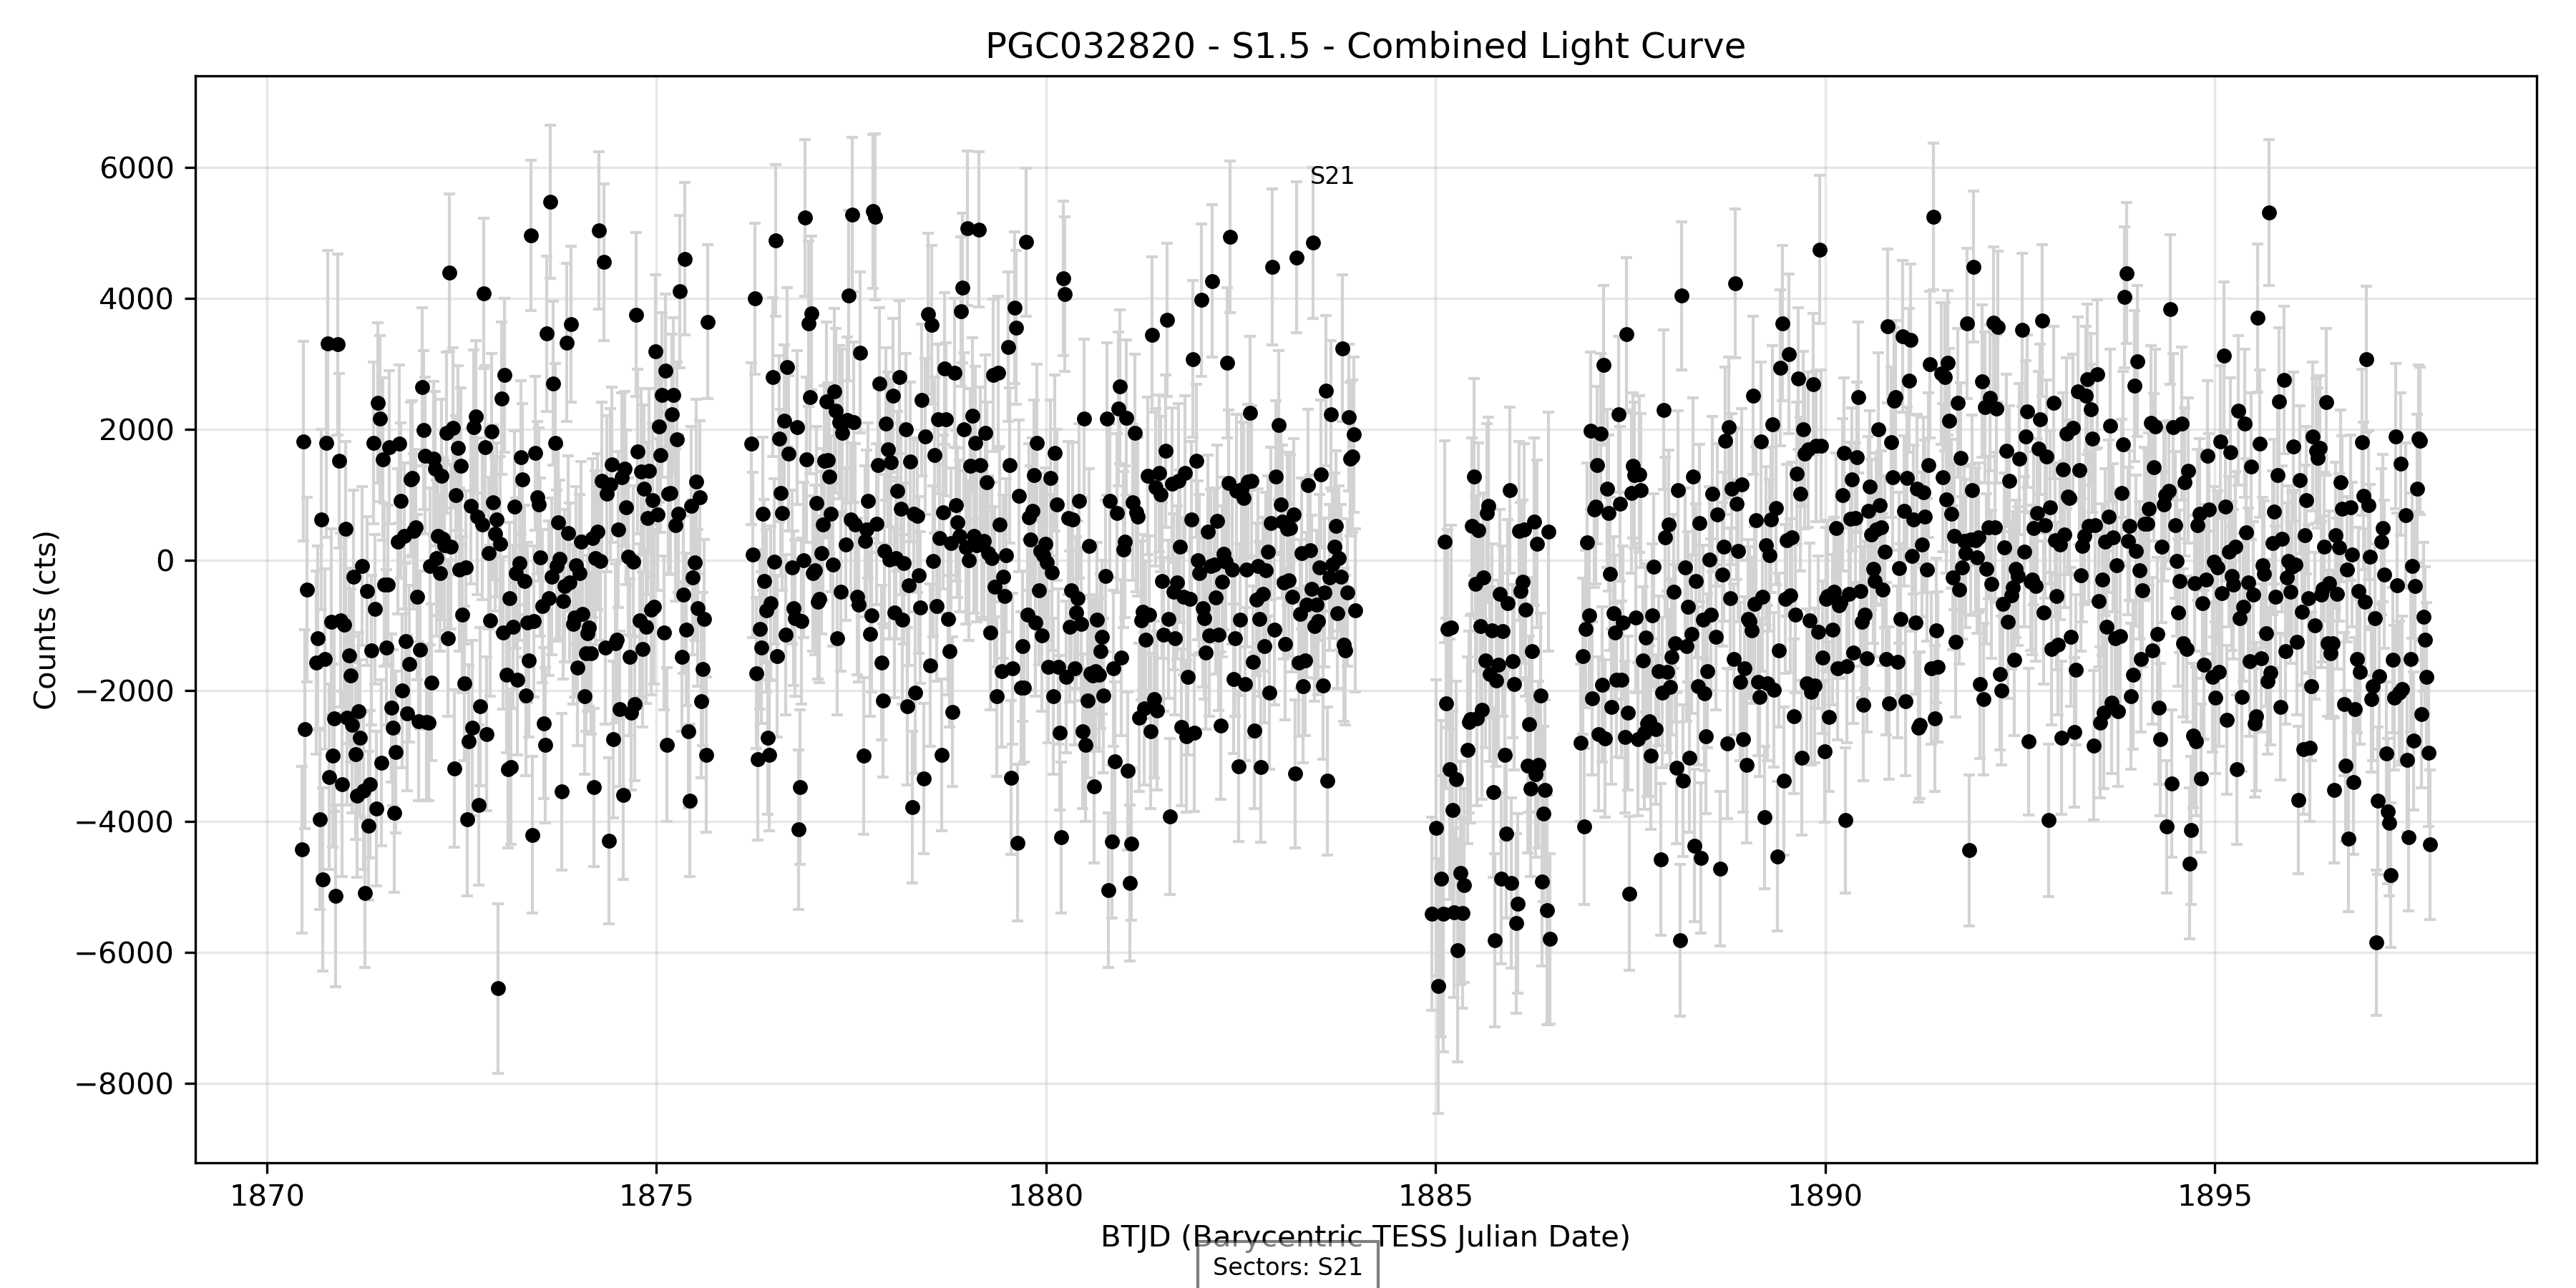 PGC032820 - S1.5 - Combined Light Curve
6000
4000
2000
0
−2000
−4000
−6000
−8000
Counts (cts)
S21
1870
1875
1880
1885
1890
1895
BTJD (Barycentric TESS Julian Date)
Sectors: S21